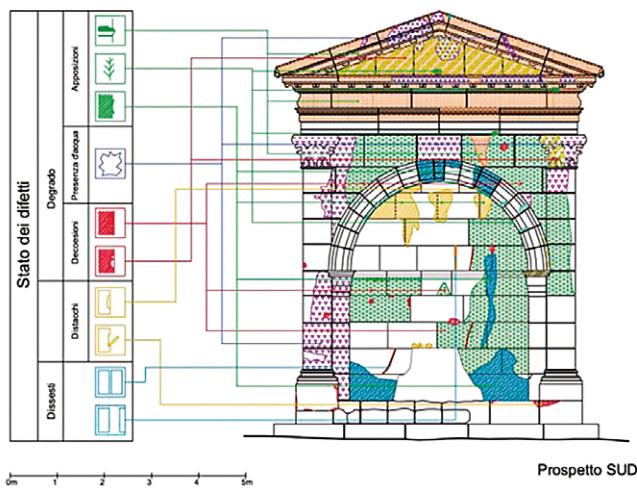 Stato dei difetti
Degrado
Dissesti
Apposizioni
Presenza d'acqua
Decoesioni
Distacchi
0m 1 2 3 4 5m
Prospetto SUD